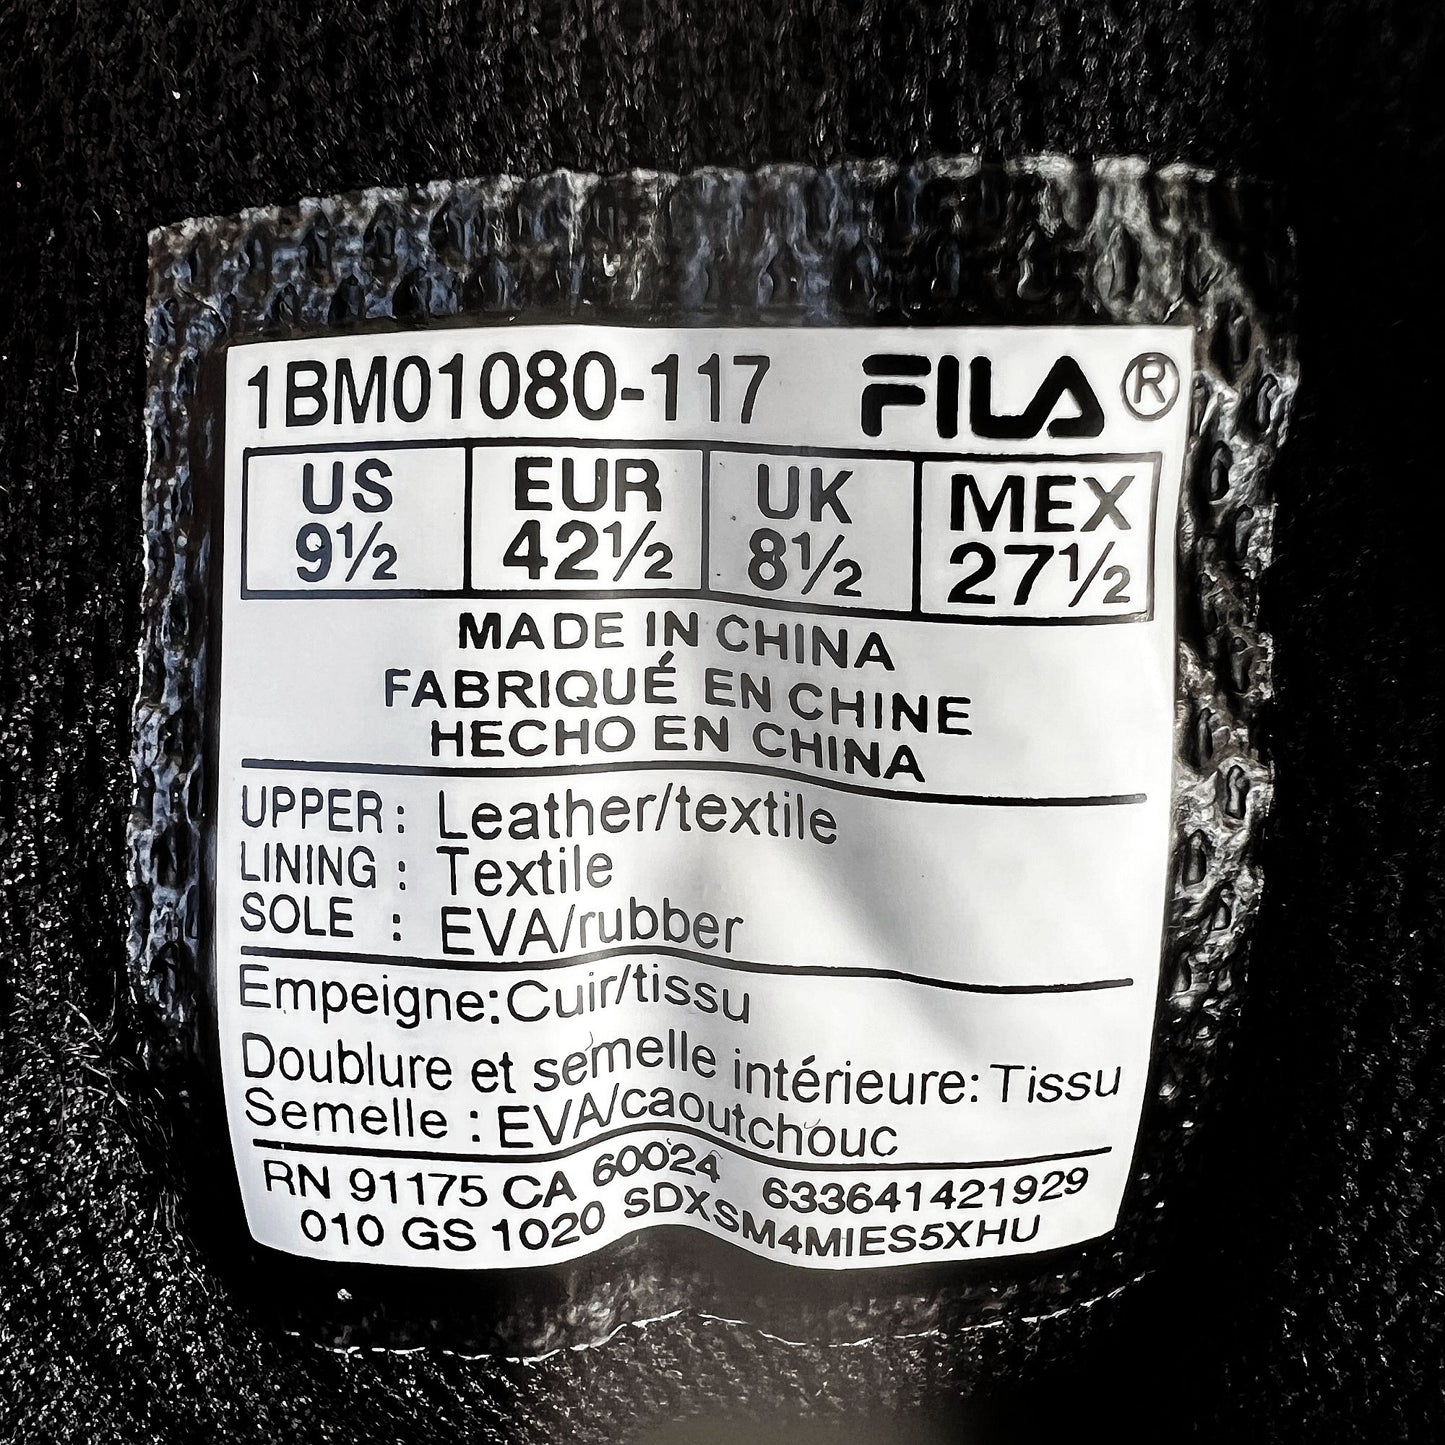 1BM01080-117 FILA®
US EUR UK MEX
9½ 42½ 8½ 27½
MADE IN CHINA
FABRIQUÉ EN CHINE
HECHO EN CHINA
UPPER: Leather/textile
LINING: Textile
SOLE : EVA/rubber
Empeigne:Cuir/tissu
Doublure et semelle intérieure: Tissu
Semelle : EVA/caoutchouc
RN 91175 CA 60024 633641421929
010 GS 1020 SDXSM4MIES5XHU